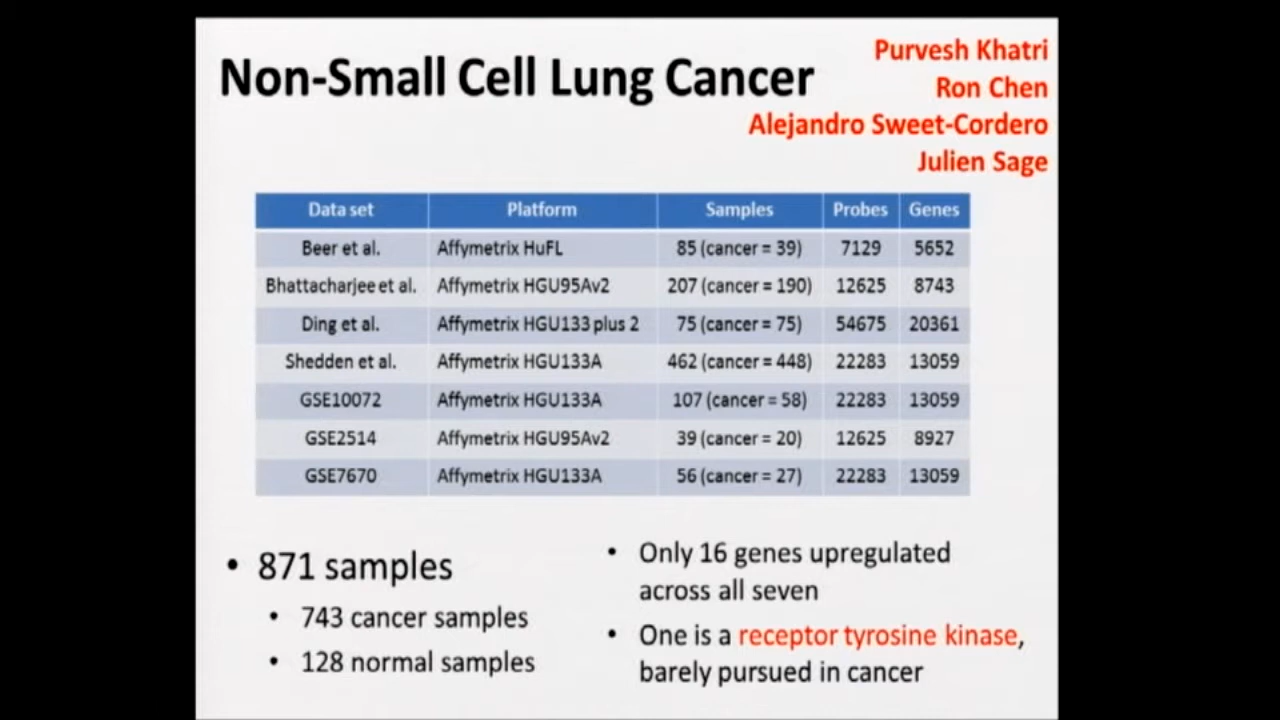 Non-Small Cell Lung Cancer
Purvesh Khatri
Ron Chen
Alejandro Sweet-Cordero
Julien Sage
Data set Platform Samples Probes Genes
Beer et al. Affymetrix HuFL 85 (cancer = 39) 7129 5652
Bhattacharjee et al. Affymetrix HGU95Av2 207 (cancer = 190) 12625 8743
Ding et al. Affymetrix HGU133 plus 2 75 (cancer = 75) 54675 20361
Shedden et al. Affymetrix HGU133A 462 (cancer = 448) 22283 13059
GSE10072 Affymetrix HGU133A 107 (cancer = 58) 22283 13059
GSE2514 Affymetrix HGU95Av2 39 (cancer = 20) 12625 8927
GSE7670 Affymetrix HGU133A 56 (cancer = 27) 22283 13059
• 871 samples
• 743 cancer samples
• 128 normal samples
• Only 16 genes upregulated
across all seven
• One is a receptor tyrosine kinase,
barely pursued in cancer